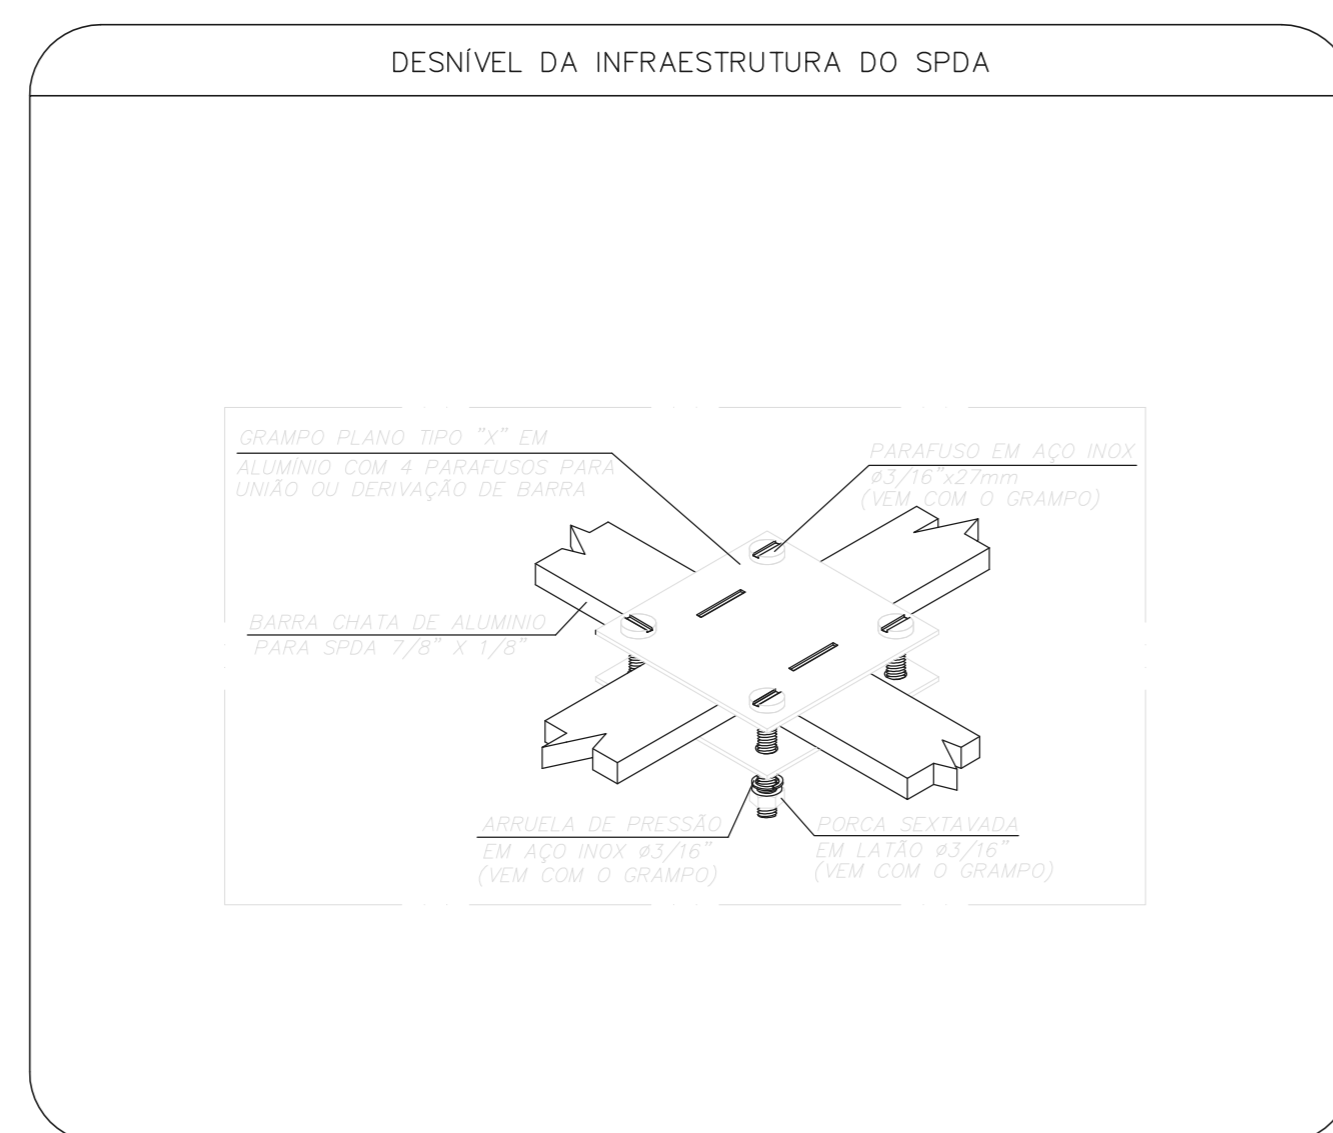 DESNÍVEL DA INFRAESTRUTURA DO SPDA
GRAMPO PLANO TIPO "X" EM
ALUMÍNIO COM 4 PARAFUSOS PARA
UNIÃO OU DERIVAÇÃO DE BARRA
PARAFUSO EM AÇO INOX
ø3/16"x27mm
(VEM COM O GRAMPO)
BARRA CHATA DE ALUMINIO
PARA SPDA 7/8" X 1/8"
ARRUELA DE PRESSÃO
EM AÇO INOX ø3/16"
(VEM COM O GRAMPO)
PORCA SEXTAVADA
EM LATÃO ø3/16"
(VEM COM O GRAMPO)